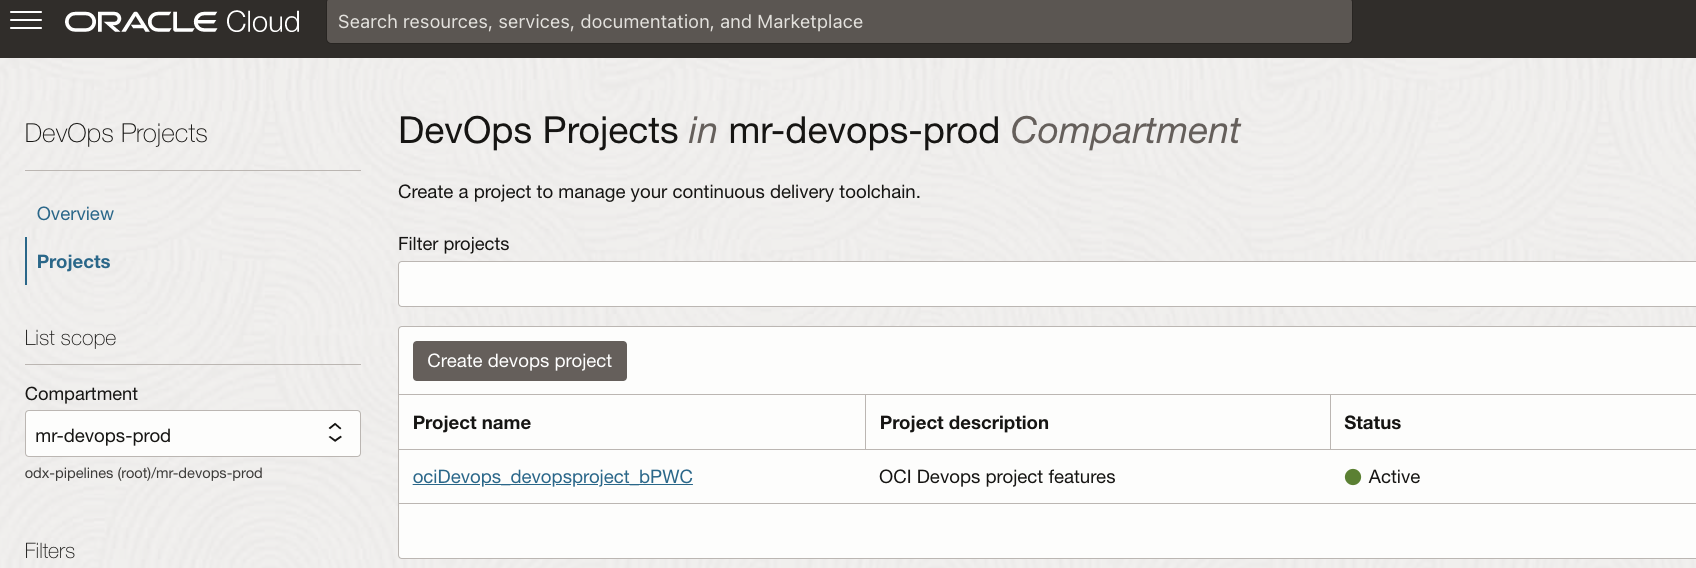 ORACLE Cloud
Search resources, services, documentation, and Marketplace
DevOps Projects
Overview
Projects
List scope
Compartment
mr-devops-prod
odx-pipelines (root)/mr-devops-prod
Filters
DevOps Projects in mr-devops-prod Compartment
Create a project to manage your continuous delivery toolchain.
Filter projects
Create devops project
Project name Project description Status
ociDevops_devopsproject_bPWC OCI Devops project features Active